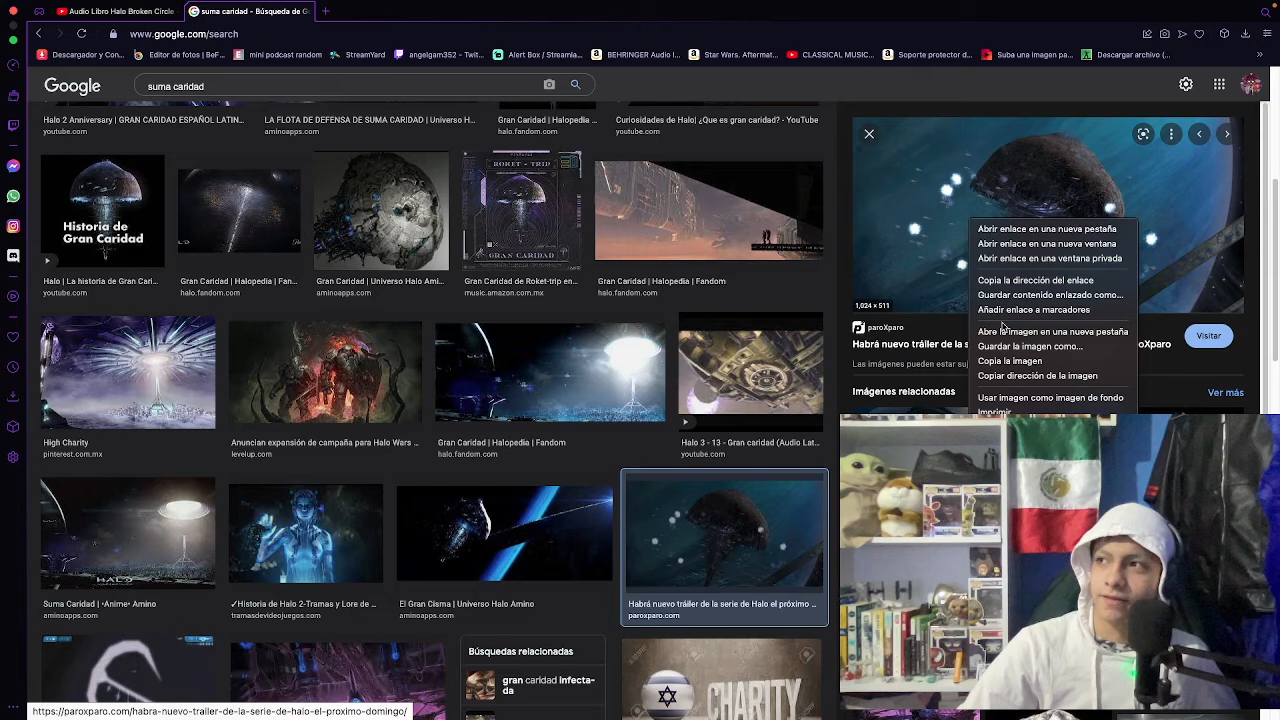 Audio Libro Halo Broken Circle
suma caridad - Búsqueda de G
www.google.com/search
Descargador y Con...
Editor de fotos | BeF...
mini podcast random
StreamYard
angelgam352 - Twit...
Alert Box / Streamla...
BEHRINGER Audio I...
Star Wars. Aftermat...
CLASSICAL MUSIC...
Soporte protector d...
Suba una imagen pa...
Descargar archivo (...
Google
suma caridad
Halo 2 Anniversary | GRAN CARIDAD ESPAÑOL LATIN...
youtube.com
LA FLOTA DE DEFENSA DE SUMA CARIDAD | Universo H...
aminoapps.com
Gran Caridad | Halopedia ...
halo.fandom.com
Curiosidades de Halo| ¿Que es gran caridad? - YouTube
youtube.com
Historia de
Gran Caridad
ROKET - TRIP
GRAN CARIDAD
Halo | La historia de Gran Cari...
youtube.com
Gran Caridad | Halopedia | Fan...
halo.fandom.com
Gran Caridad | Universo Halo Ami...
aminoapps.com
Gran Caridad de Roket-Trip ...
music.amazon.com.mx
Gran Caridad | Halopedia | Fandom
halo.fandom.com
High Charity
pinterest.com.mx
Anuncian expansión de campaña para Halo Wars ...
levelup.com
Gran Caridad | Halopedia | Fandom
halo.fandom.com
Halo 3 - 13 - Gran caridad (Audio Lat...
youtube.com
HALO
Suma Caridad | •Anime• Amino
aminoapps.com
✓Historia de Halo 2-Tramas y Lore de ...
tramasdevideojuegos.com
El Gran Cisma | Universo Halo Amino
aminoapps.com
Habrá nuevo tráiler de la serie de Halo el próximo ...
paroxparo.com
Búsquedas relacionadas
gran caridad infecta-
da
CHARITY
1,024 × 511
paroXparo
Habrá nuevo tráiler de la s
oXparo
Las imágenes pueden estar suj
Visitar
Imágenes relacionadas
Ver más
Abrir enlace en una nueva pestaña
Abrir enlace en una nueva ventana
Abrir enlace en una ventana privada
Copia la dirección del enlace
Guardar contenido enlazado como...
Añadir enlace a marcadores
Abre la imagen en una nueva pestaña
Guardar la imagen como...
Copia la imagen
Copiar dirección de la imagen
Usar imagen como imagen de fondo
Imprimir
https://paroxparo.com/habra-nuevo-trailer-de-la-serie-de-halo-el-proximo-domingo/